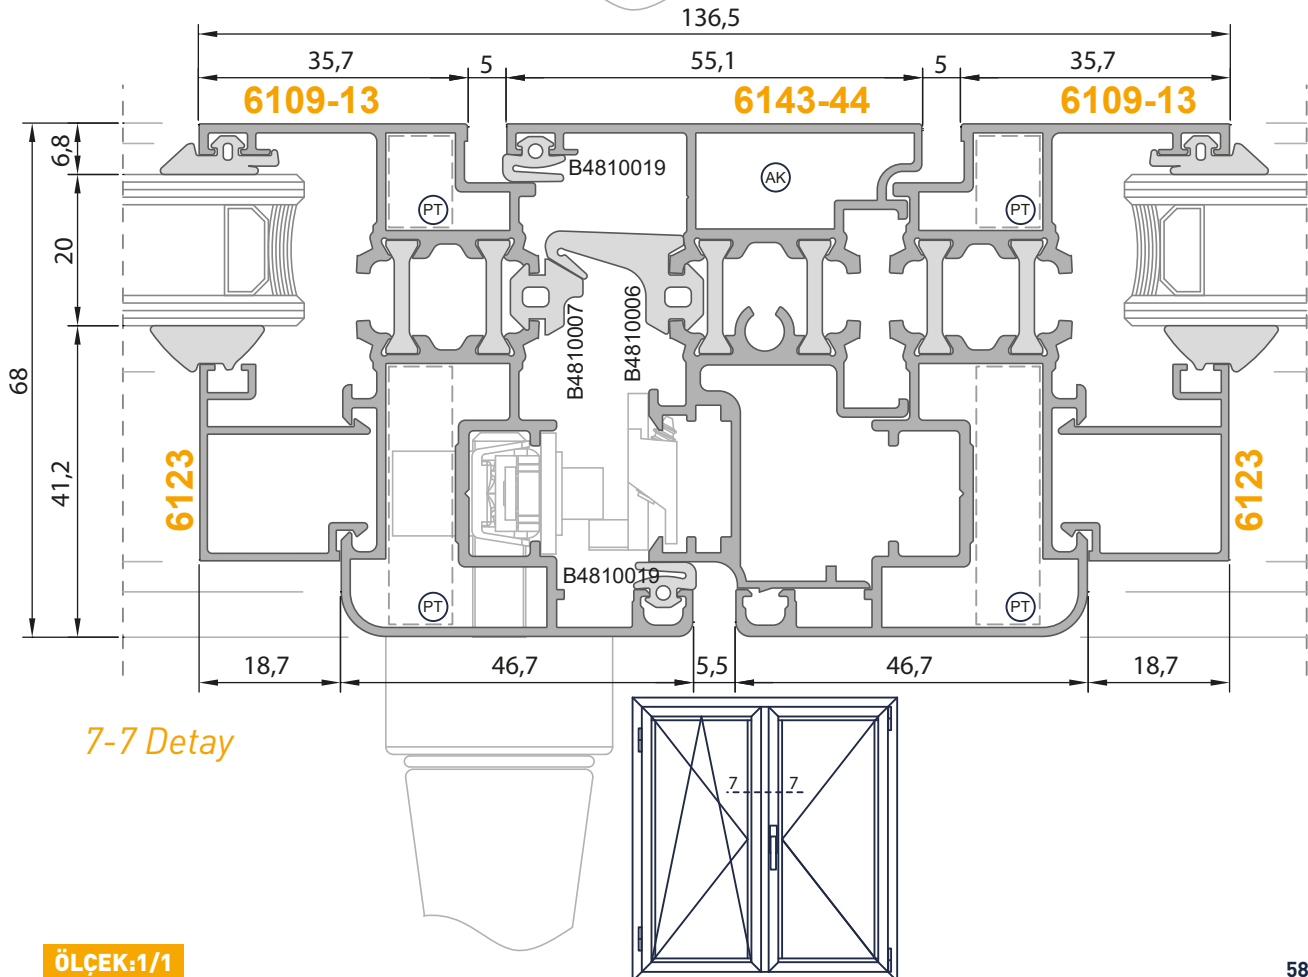 136,5
35,7
5
55,1
5
35,7
6109-13
6143-44
6109-13
6,8
20
68
41,2
B4810019
AK
PT
PT
B4810007
B4810006
6123
6123
B4810019
PT
PT
18,7
46,7
5,5
46,7
18,7
7-7 Detay
7
7
ÖLÇEK:1/1
58